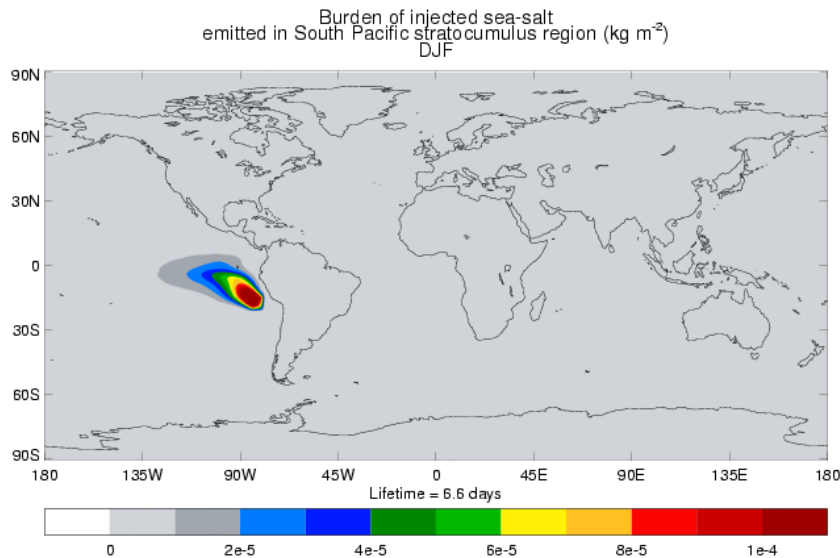 Burden of injected sea-salt
emitted in South Pacific stratocumulus region (kg m⁻²)
DJF
90N
60N
30N
0
30S
60S
90S
180 135W 90W 45W 0 45E 90E 135E 180
Lifetime = 6.6 days
0 2e-5 4e-5 6e-5 8e-5 1e-4